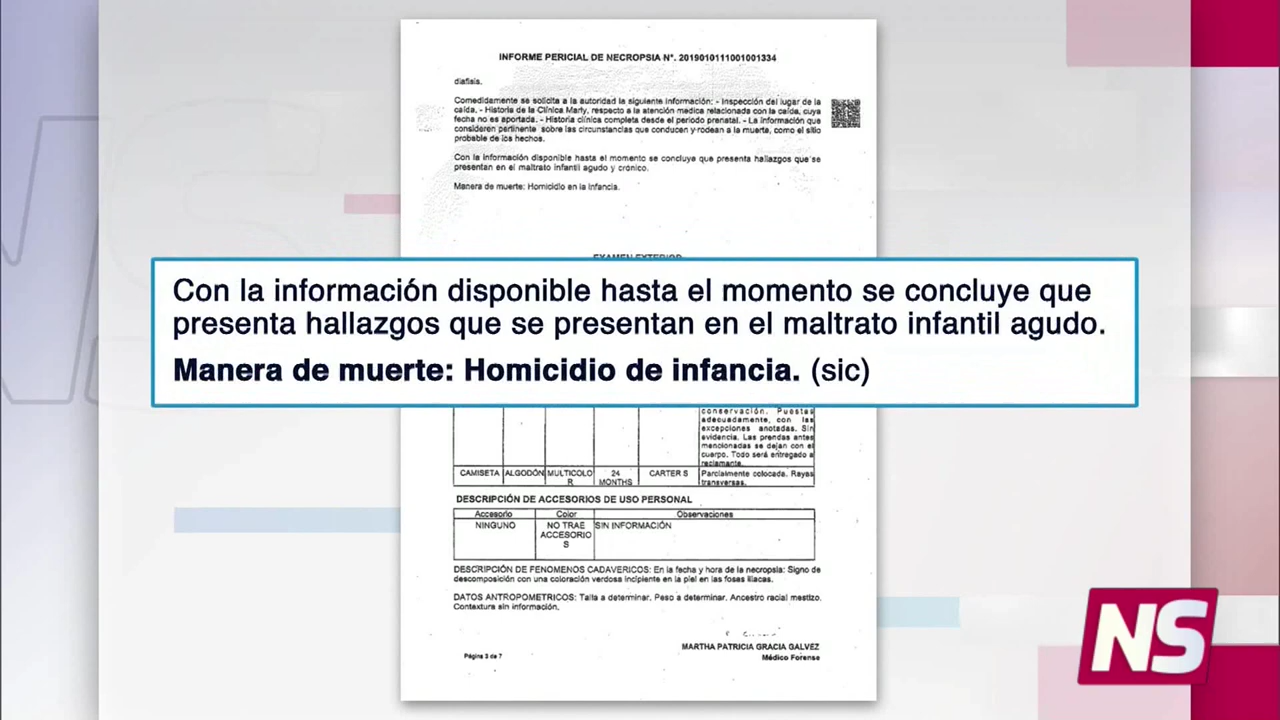 INFORME PERICIAL DE NECROPSIA N°. 2019010111001001334
diafisis.
Comedidamente se solicita a la autoridad la siguiente información: - Inspección del lugar de la
caída. - Historia de la Clínica Marly, respecto a la atención médica relacionada con la caída, cuya
fecha no es aportada. - Historia clínica completa desde el periodo prenatal. - La información que
consideren pertinente sobre las circunstancias que conducen y rodean a la muerte, como el sitio
probable de los hechos.
Con la información disponible hasta el momento se concluye que presenta hallazgos que se
presentan en el maltrato infantil agudo y crónico.
Manera de muerte: Homicidio en la Infancia.
EXAMEN EXTERIOR
Con la información disponible hasta el momento se concluye que
presenta hallazgos que se presentan en el maltrato infantil agudo.
Manera de muerte: Homicidio de infancia. (sic)
conservación. Puestas
adecuadamente, con las
excepciones anotadas. Sin
evidencia. Las prendas antes
mencionadas se dejan con el
cuerpo. Todo será entregado a
reclamante.
CAMISETA ALGODÓN MULTICOLO 24 CARTER S Parcialmente colocada. Rayas
R MONTHS transversas.
DESCRIPCIÓN DE ACCESORIOS DE USO PERSONAL
Accesorio Color Observaciones
NINGUNO NO TRAE SIN INFORMACIÓN
ACCESORIO
S
DESCRIPCIÓN DE FENOMENOS CADAVERICOS: En la fecha y hora de la necropsia: Signo de
descomposición con una coloración verdosa incipiente en la piel en las fosas iliacas.
DATOS ANTROPOMETRICOS: Talla a determinar. Peso a determinar. Ancestro racial mestizo.
Contextura sin información.
MARTHA PATRICIA GRACIA GALVEZ
Médico Forense
Página 3 de 7
NS